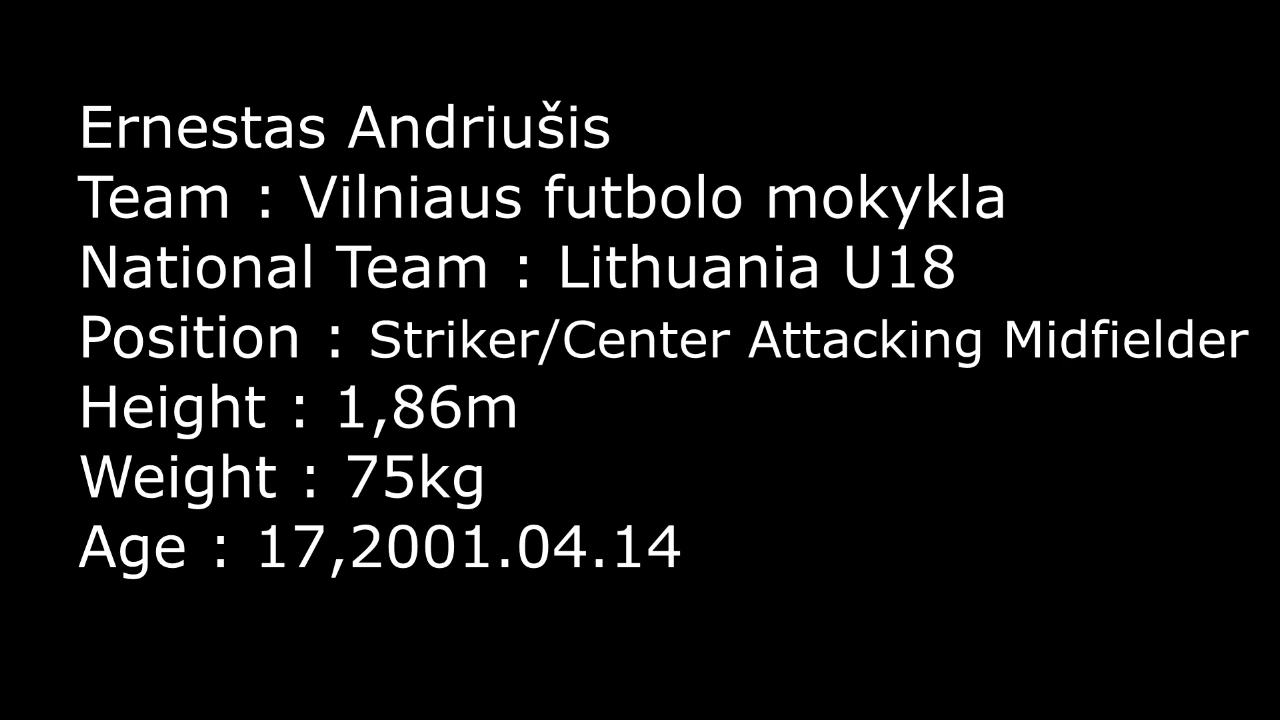 Ernestas Andriušis
Team : Vilniaus futbolo mokykla
National Team : Lithuania U18
Position : Striker/Center Attacking Midfielder
Height : 1,86m
Weight : 75kg
Age : 17,2001.04.14